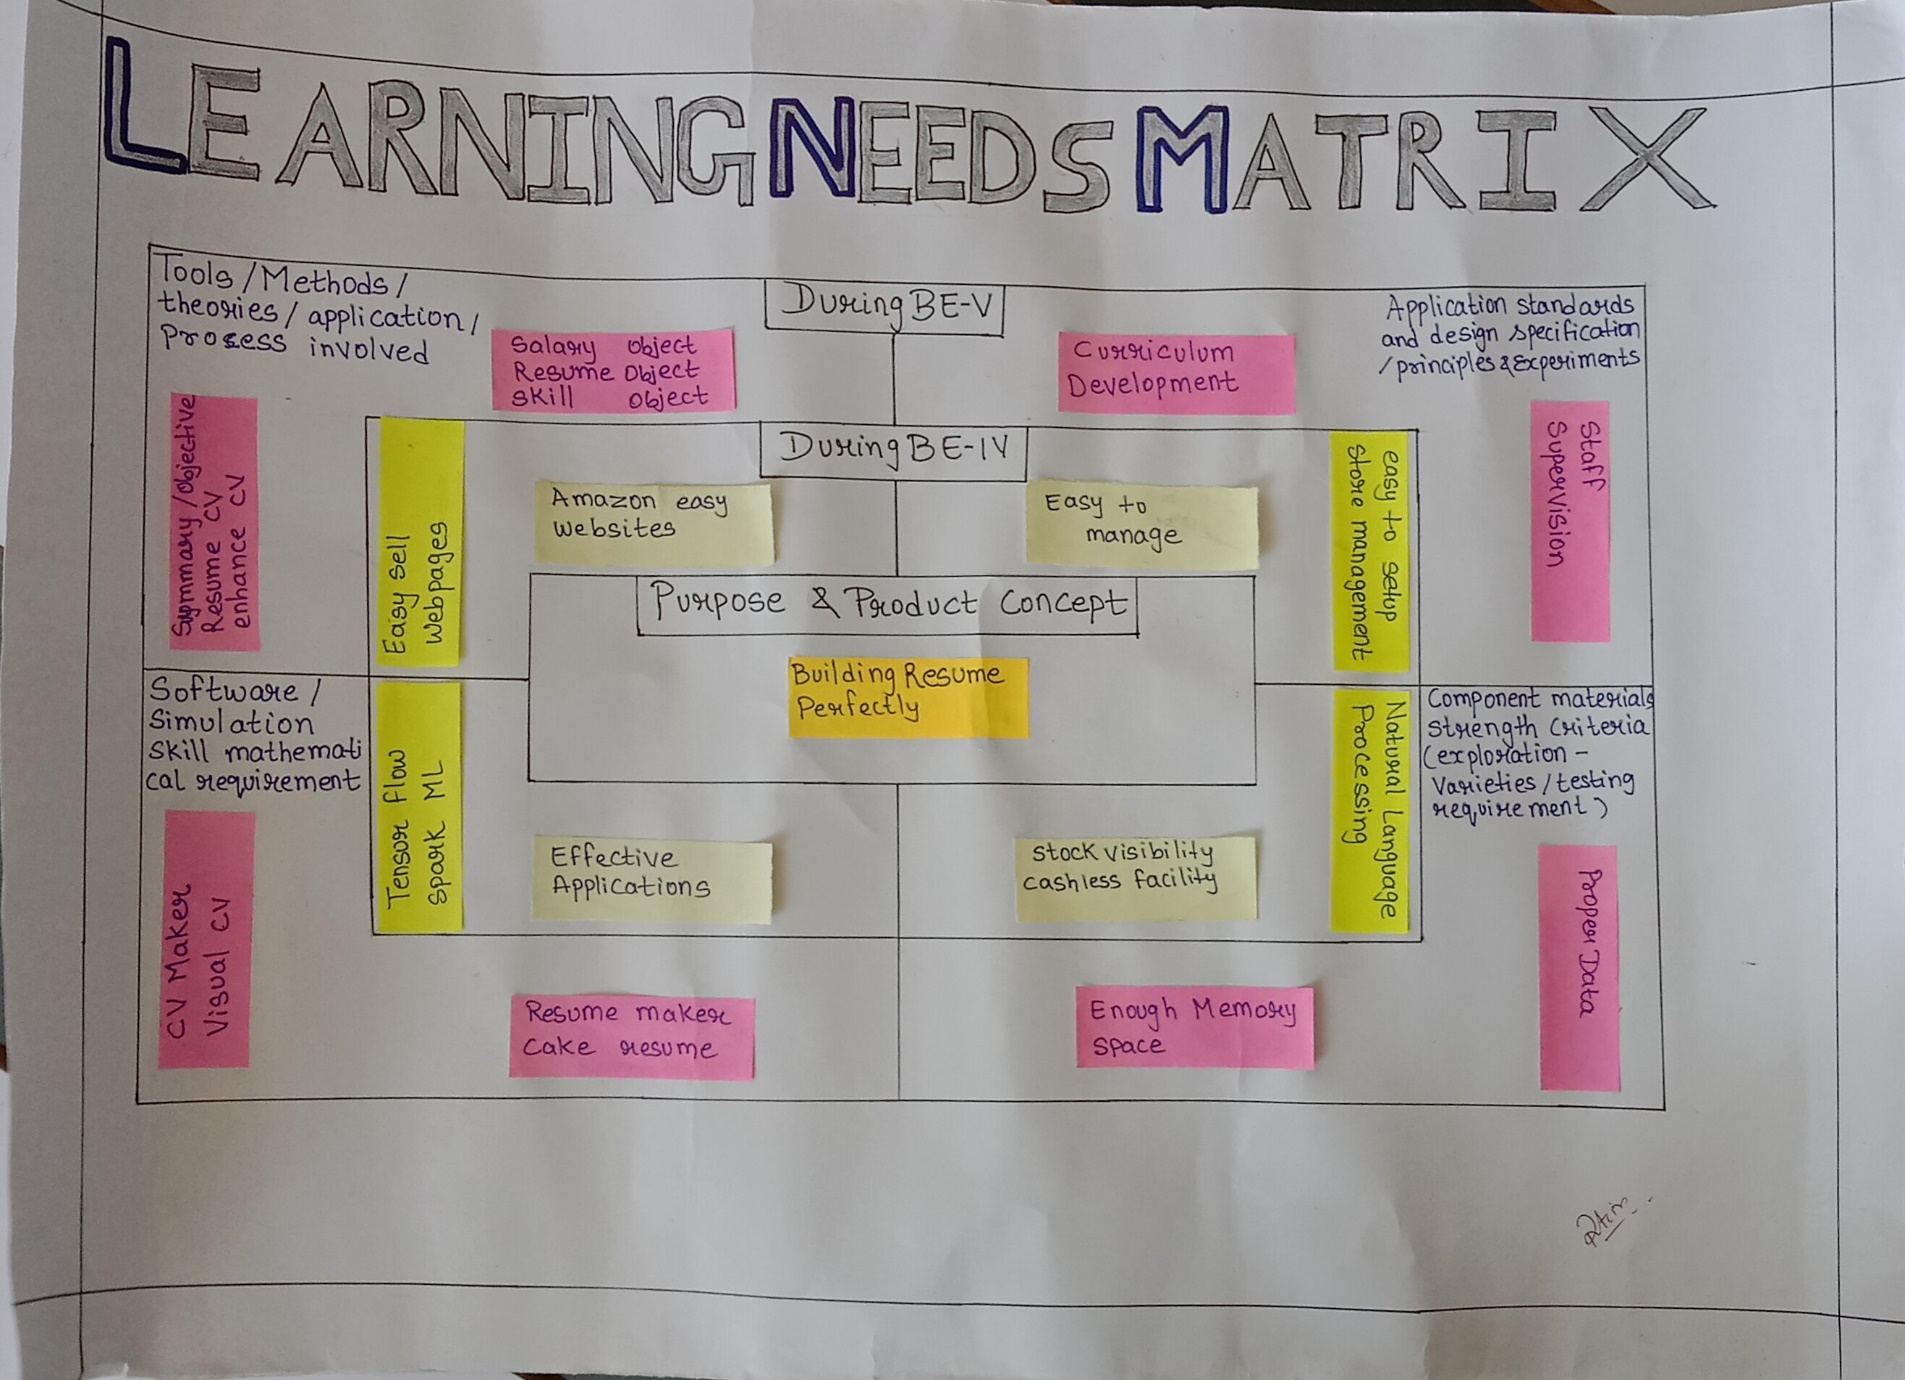 LEARNING NEEDS MATRIX
Tools/Methods/
theories/application/
Process involved
During BE-V
Application standards
and design specification
/principles & Experiments
Salary object
Resume Object
Skill object
Curriculum
Development
Summary/Objective
Resume CV
enhance CV
Easy sell
Webpages
During BE-IV
Amazon easy
Websites
Easy to
manage
easy to setup
Store management
Staff
Supervision
Purpose & Product Concept
Building Resume
Perfectly
Software/
Simulation
Skill mathemati
cal requirement
Tensor flow
Spark ML
Natural Language
Processing
Component materials
Strength Criteria
(exploration -
Varieties/testing
requirement)
CV Maker
Visual CV
Effective
Applications
Stock visibility
cashless facility
Proper Data
Resume maker
Cake resume
Enough Memory
Space